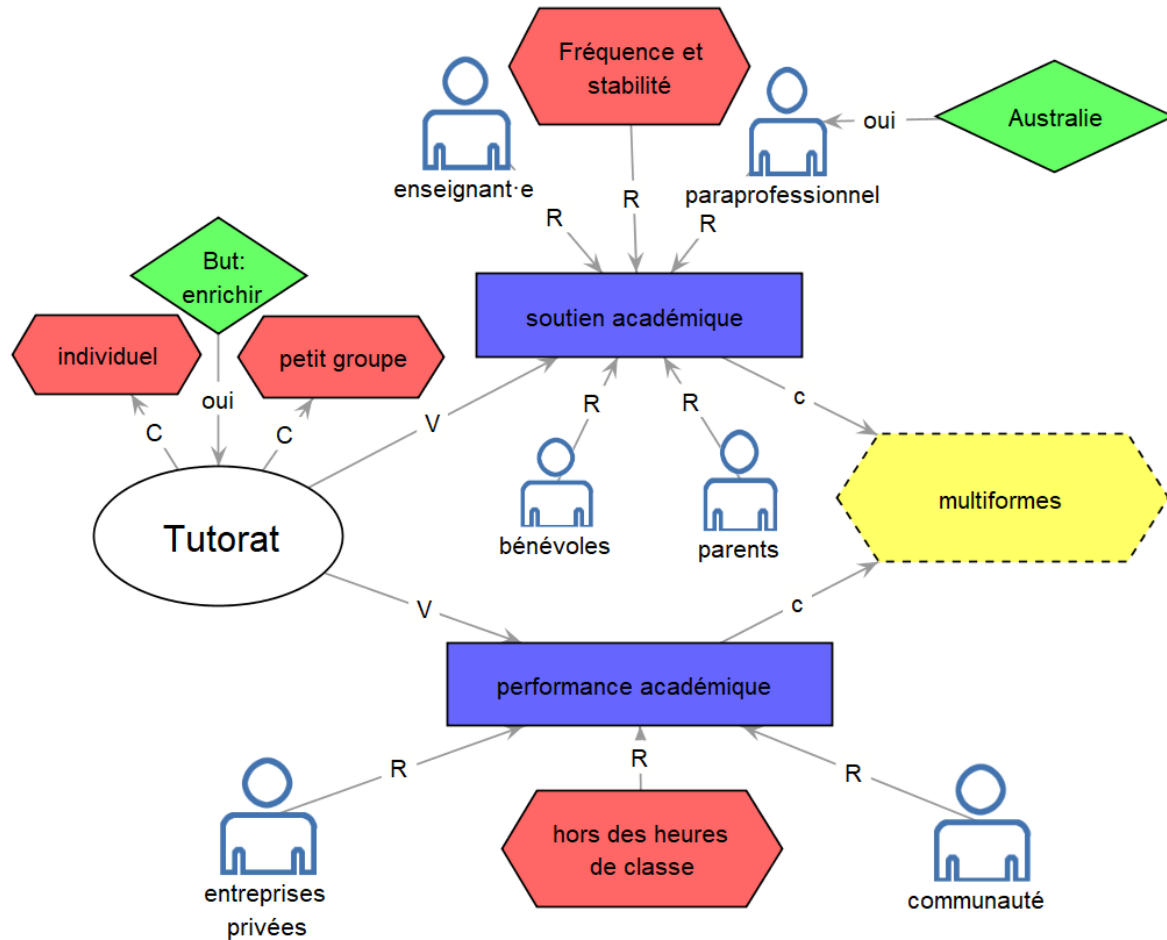 Fréquence et
stabilité
oui
Australie
enseignant·e
paraprofessionnel
R
R
R
But:
enrichir
individuel
petit groupe
oui
C
C
soutien académique
V
R
R
c
Tutorat
bénévoles
parents
multiformes
V
c
performance académique
R
R
R
entreprises
privées
hors des heures
de classe
communauté